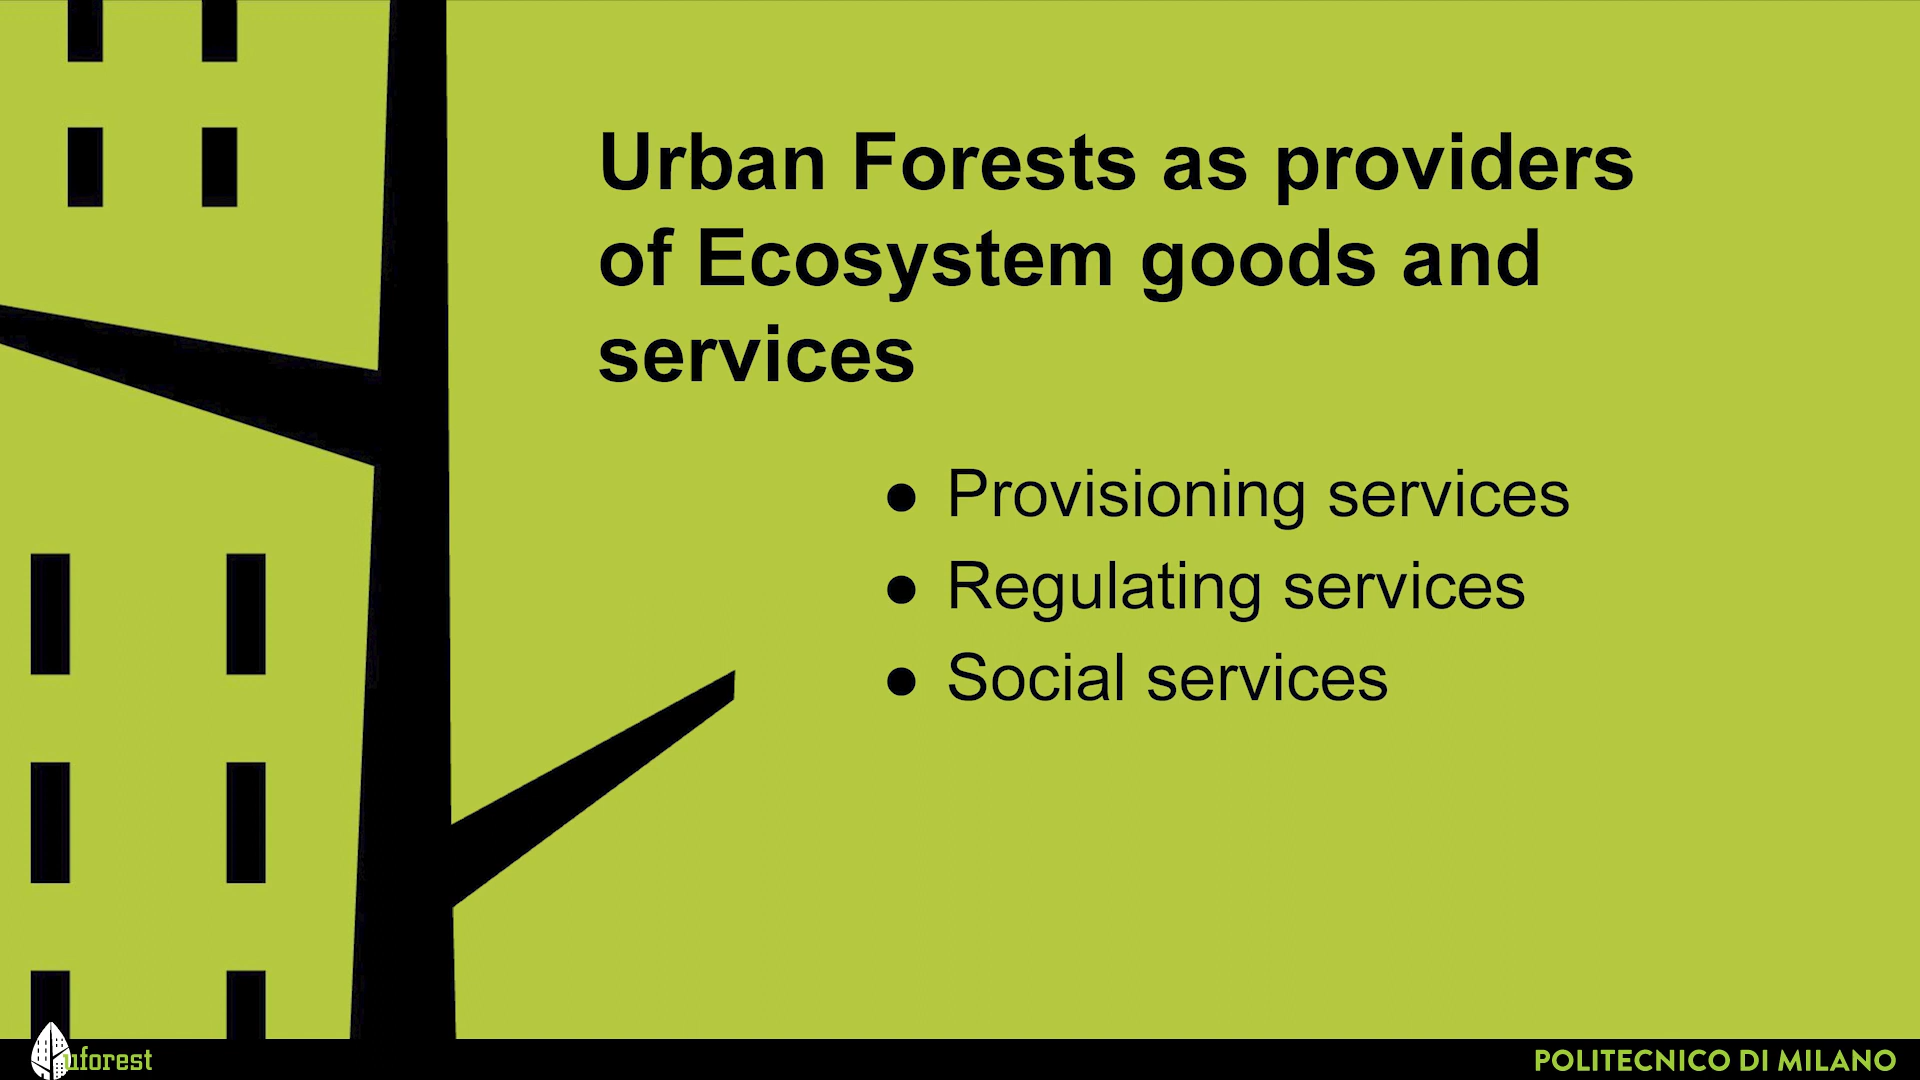 Urban Forests as providers
of Ecosystem goods and
services
● Provisioning services
● Regulating services
● Social services
uforest
POLITECNICO DI MILANO